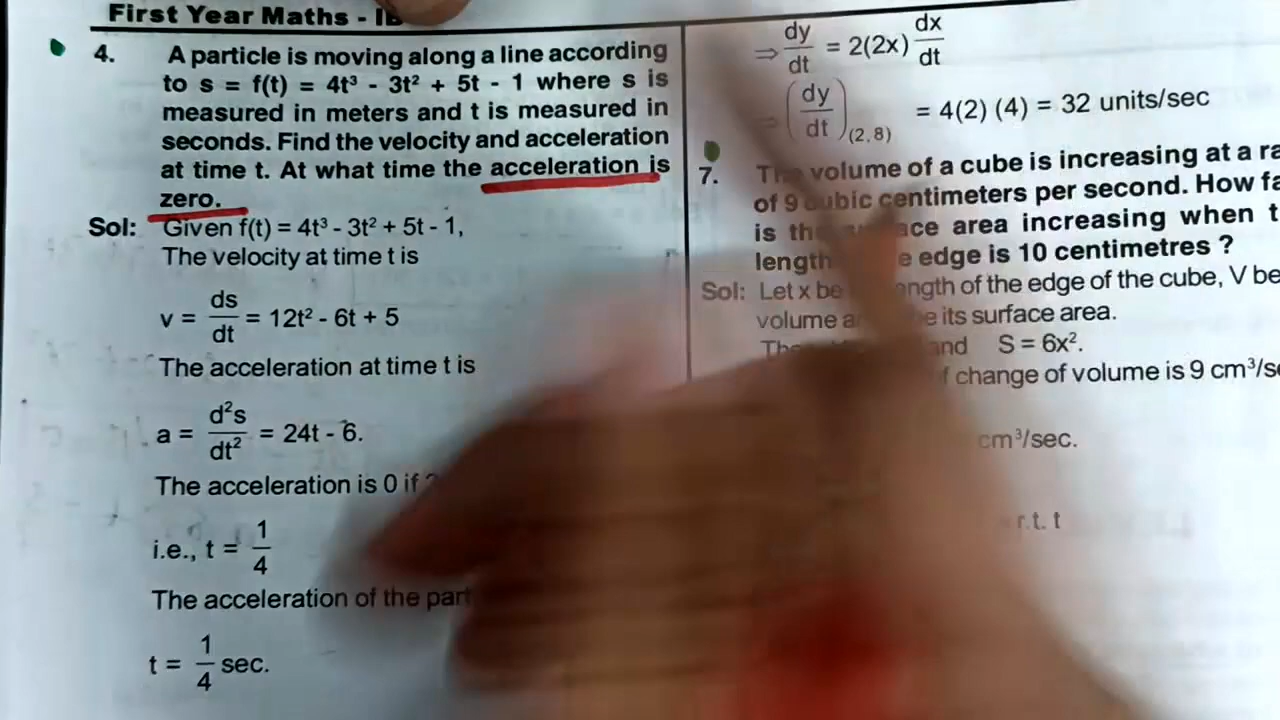 First Year Maths - IB
4. A particle is moving along a line according
to s = f(t) = 4t³ - 3t² + 5t - 1 where s is
measured in meters and t is measured in
seconds. Find the velocity and acceleration
at time t. At what time the acceleration is
zero.
Sol: Given f(t) = 4t³ - 3t² + 5t - 1,
The velocity at time t is
v = ds/dt = 12t² - 6t + 5
The acceleration at time t is
a = d²s/dt² = 24t - 6.
The acceleration is 0 if
i.e., t = 1/4
The acceleration of the
t = 1/4 sec.
⇒ dy/dt = 2(2x) dx/dt
⇒ (dy/dt)(2, 8) = 4(2) (4) = 32 units/sec
7. The volume of a cube is increasing at a
of 9 cubic centimeters per second. How
is the area increasing when
length edge is 10 centimetres ?
Sol: Let x be length of the edge of the cube, V
volume its surface area.
and S = 6x².
change of volume is 9
cm³/sec.
w.r.t. t